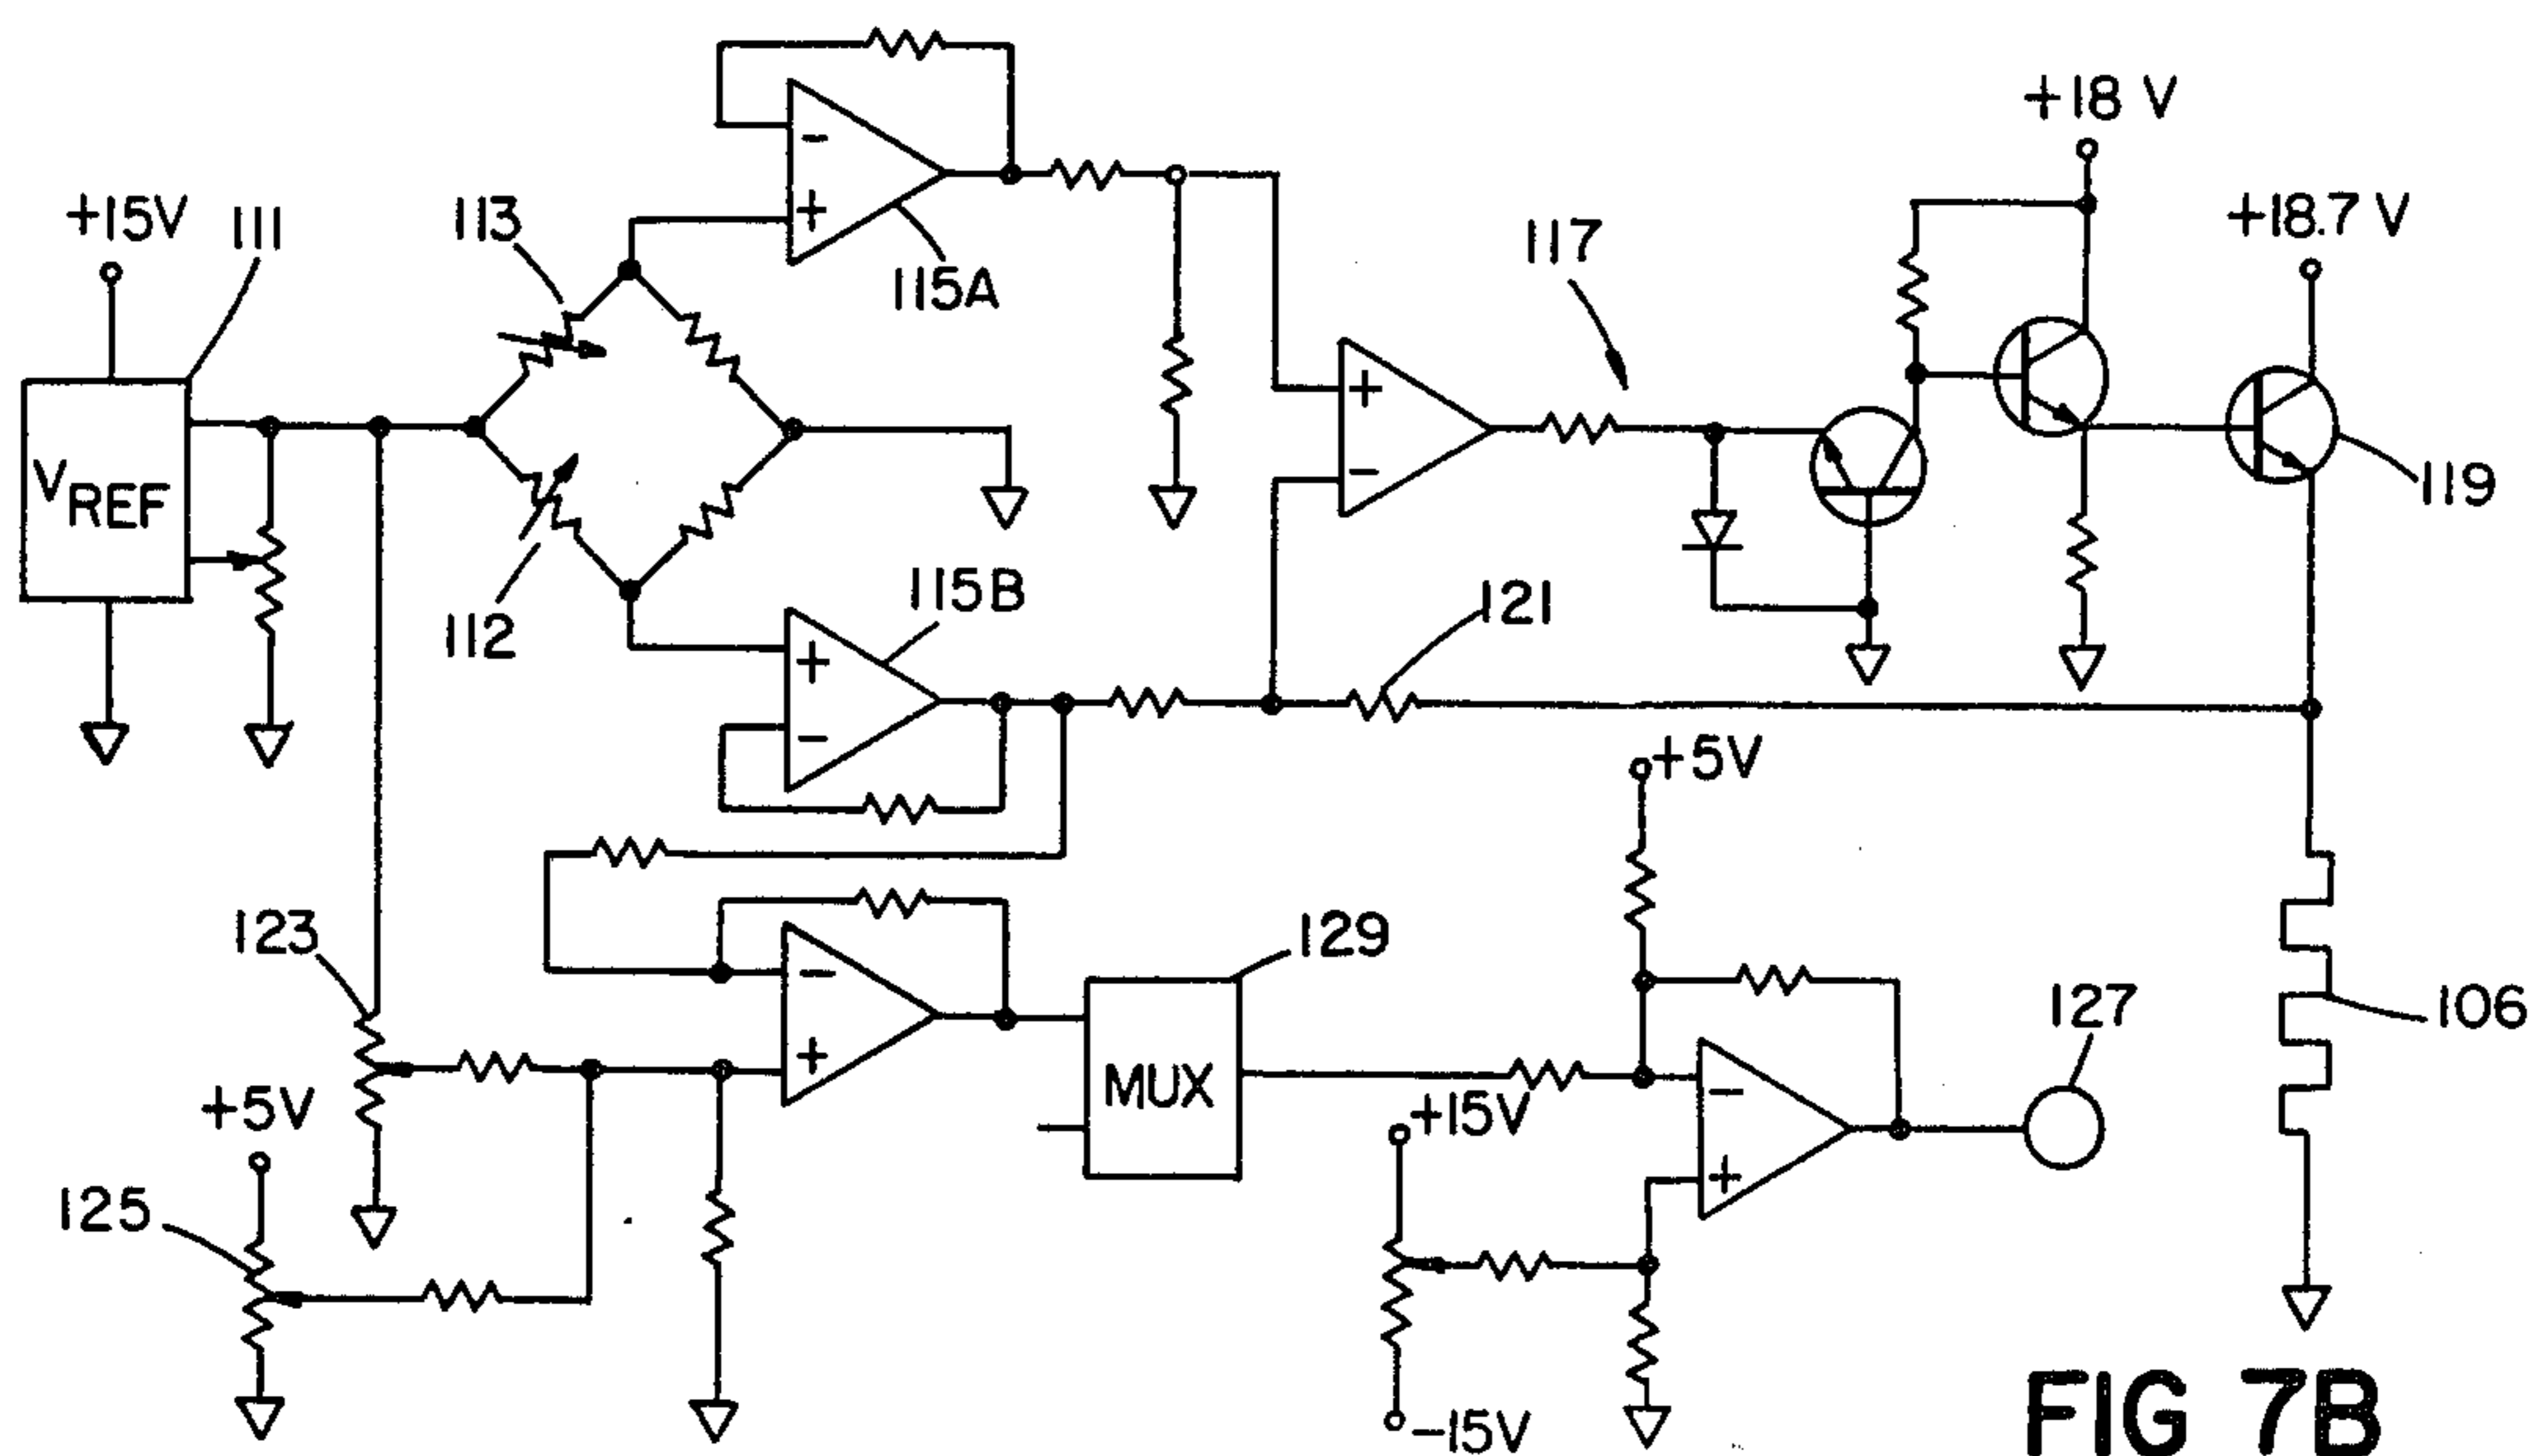 +18 V
+15V
111
113
115A
117
+18.7 V
-
+
VREF
+
-
119
112
115B
121
+
-
+5V
123
129
127
106
-
+
MUX
+5V
+15V
-
+
125
-15V
FIG 7B